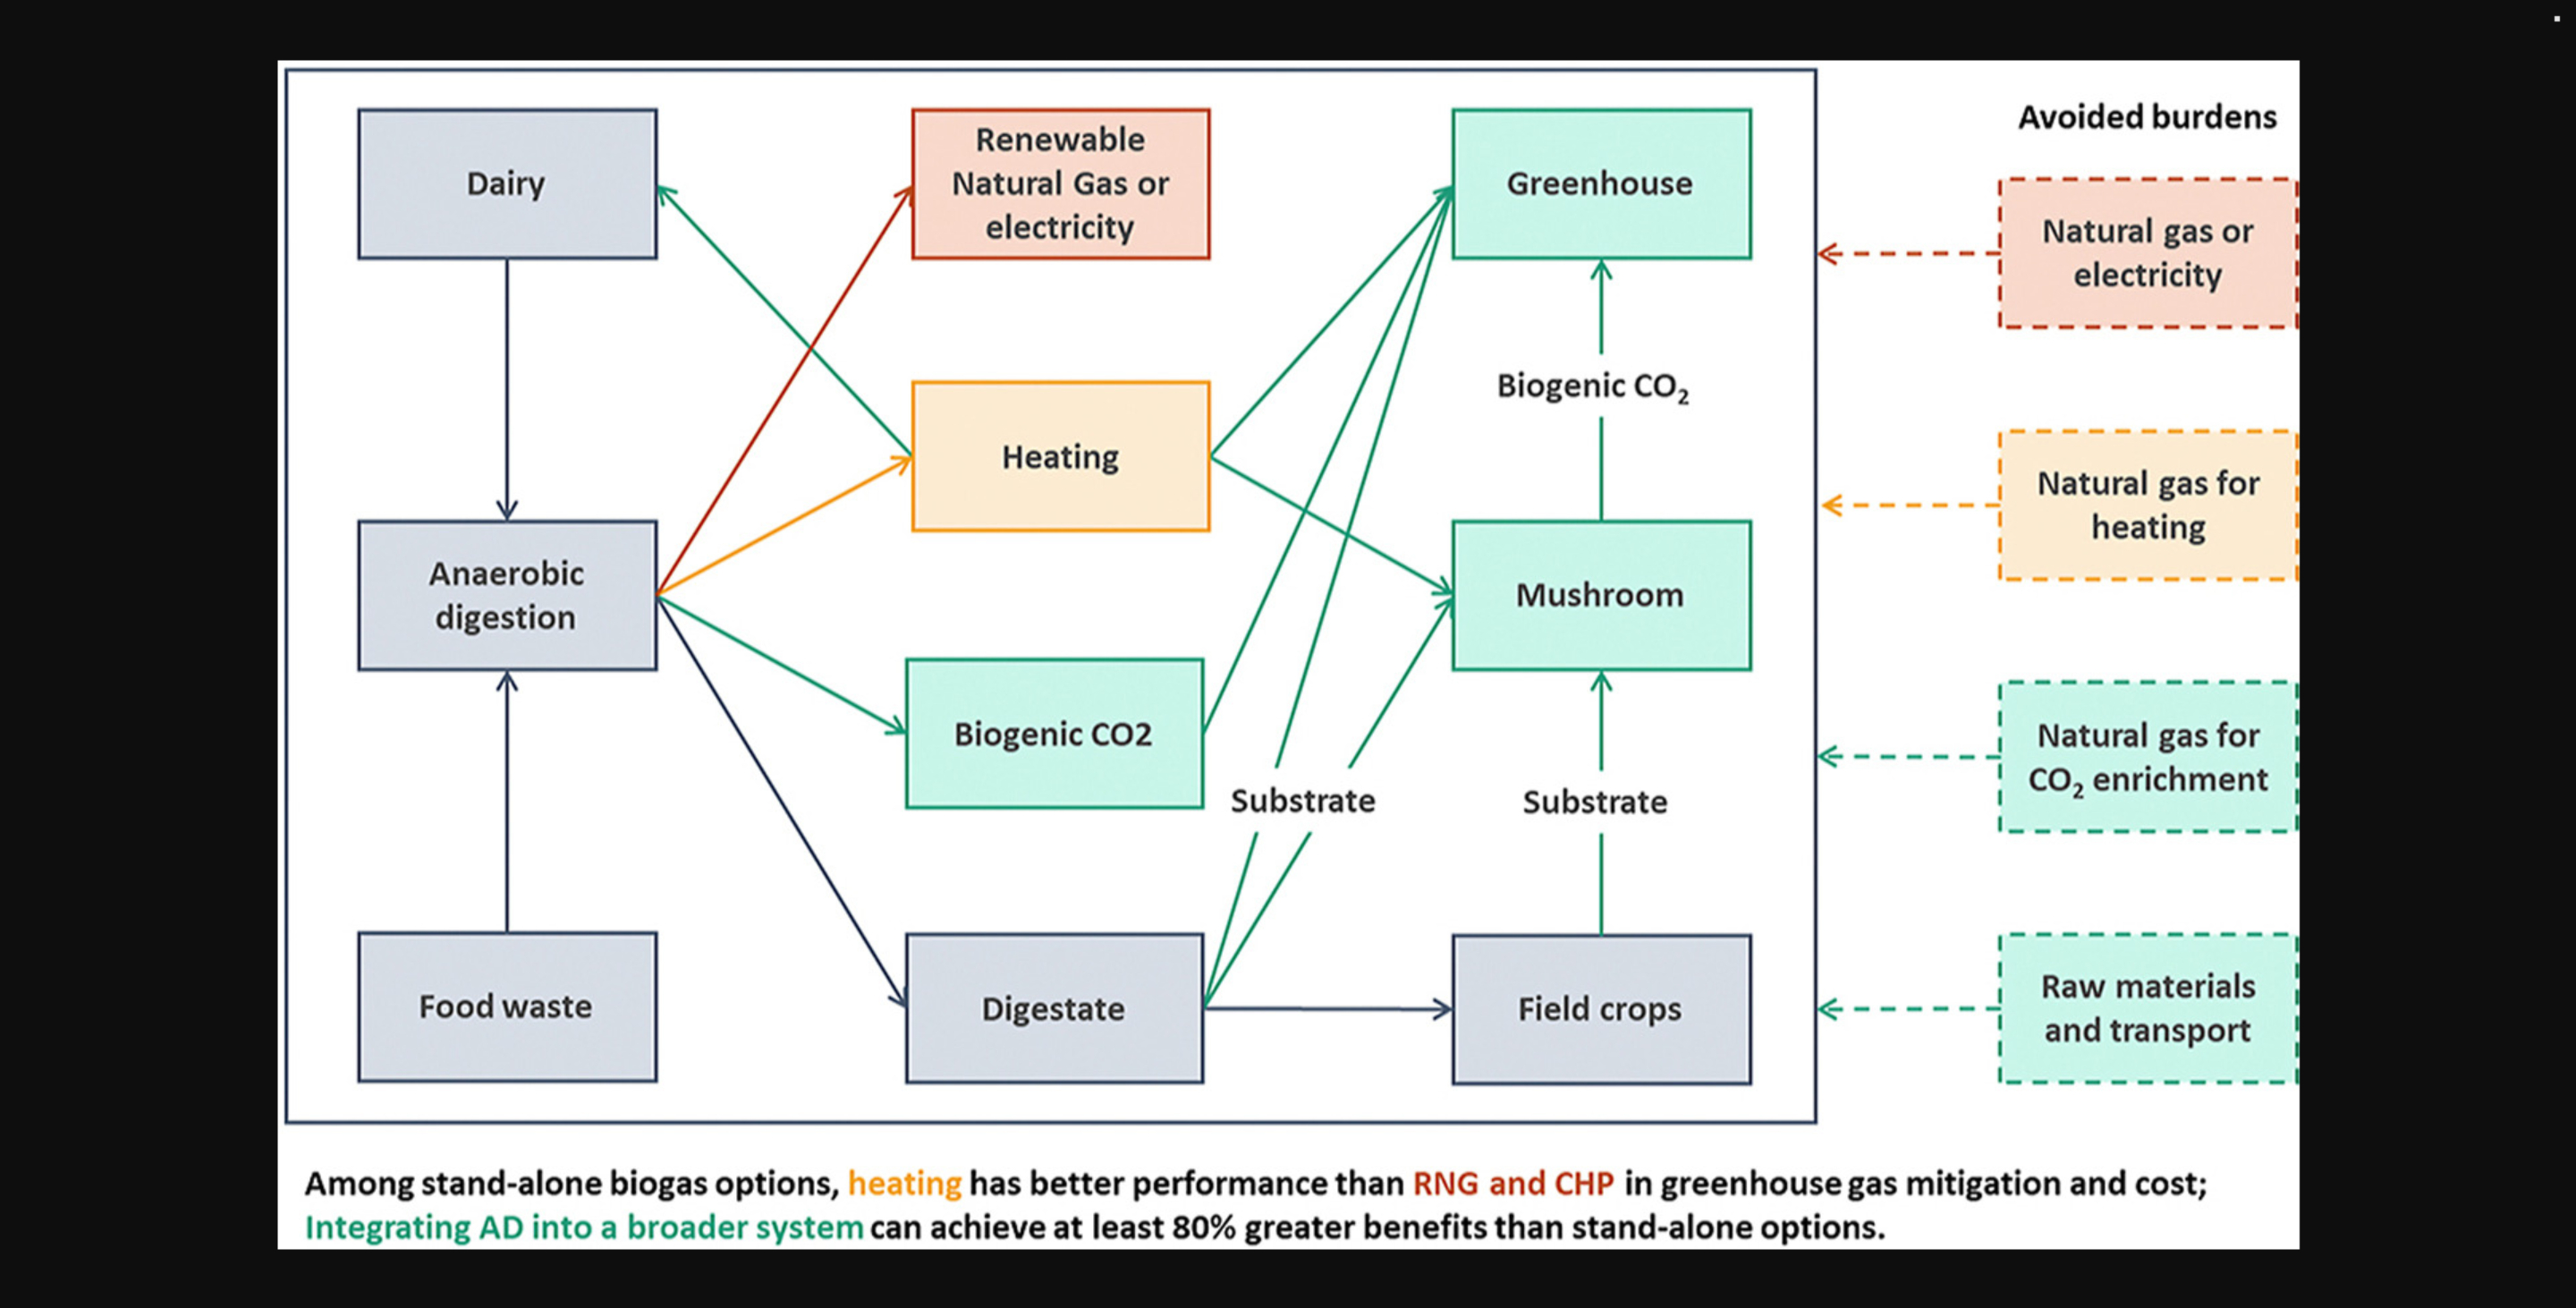 Dairy
Renewable
Natural Gas or
electricity
Greenhouse
Avoided burdens
Natural gas or
electricity
Biogenic CO₂
Heating
Natural gas for
heating
Anaerobic
digestion
Mushroom
Biogenic CO2
Natural gas for
CO₂ enrichment
Substrate
Substrate
Food waste
Digestate
Field crops
Raw materials
and transport
Among stand-alone biogas options, heating has better performance than RNG and CHP in greenhouse gas mitigation and cost;
Integrating AD into a broader system can achieve at least 80% greater benefits than stand-alone options.